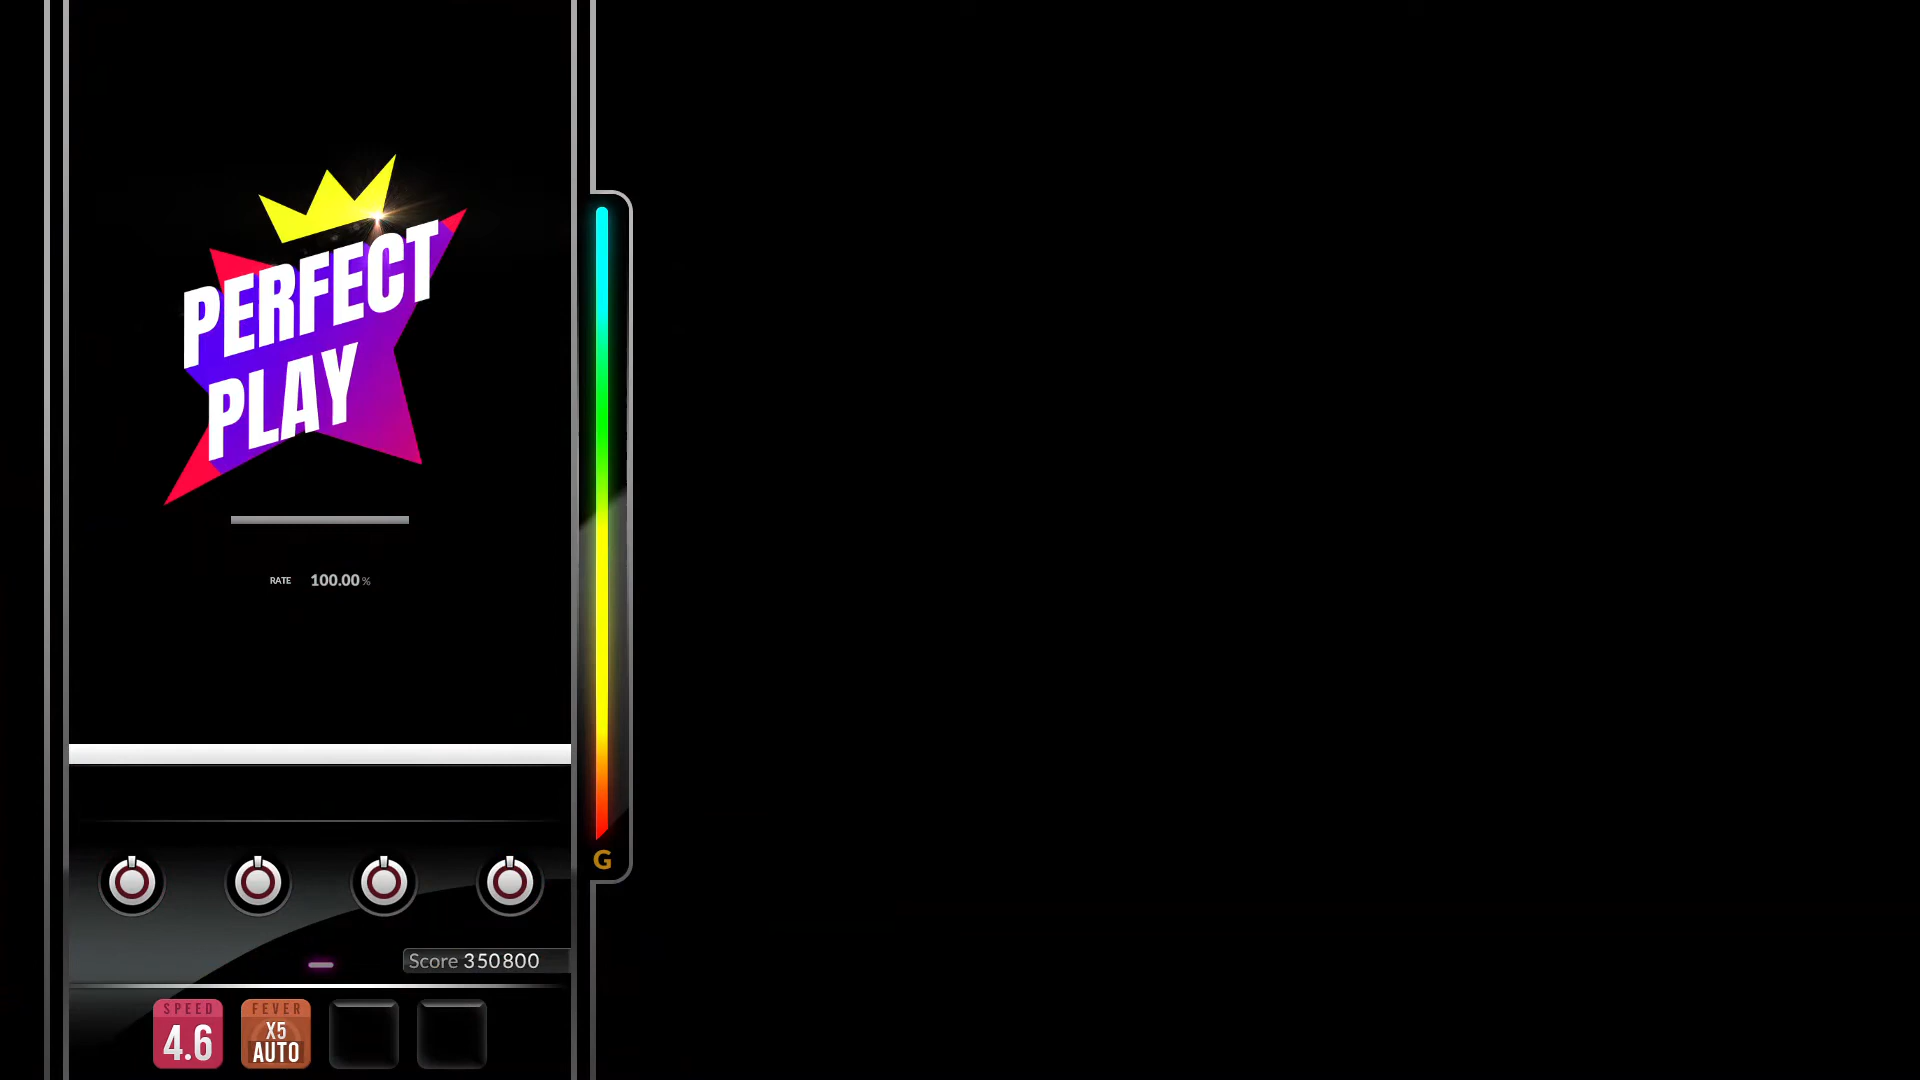 PERFECT
PLAY
RATE 100.00 %
G
Score 350800
SPEED
4.6
FEVER
X5
AUTO